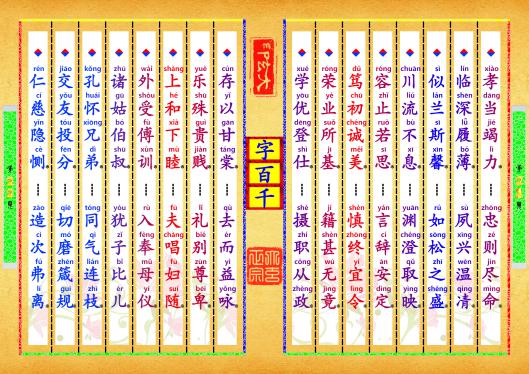 孝当竭力……忠则尽命。
临深履薄……夙兴温凊。
似兰斯馨……如松之盛。
川流不息……渊澄取映。
容止若思……言辞安定。
笃初诚美……慎终宜令。
荣业所基……籍甚无竟。
学优登仕……摄职从政。
字百千
存以甘棠……去而益咏。
乐殊贵贱……礼别尊卑。
上和下睦……夫唱妇随。
外受傅训……入奉母仪。
诸姑伯叔……犹子比儿。
孔怀兄弟……同气连枝。
交友投分……切磨箴规。
仁慈隐恻……造次弗离。